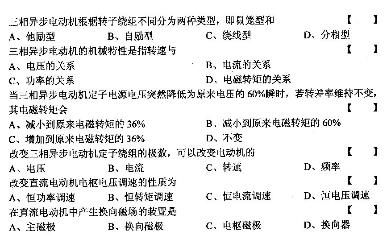 三相异步电动机根据转子绕组不同分为两种类型，即鼠笼型和 【 】
A、他励型 B、自励型 C、绕线型 D、分相型
三相异步电动机的机械特性是指转速与 【 】
A、电压的关系 B、电流的关系
C、功率的关系 D、电磁转矩的关系
当三相异步电动机定子电源电压突然降低为原来电压的60%瞬时，若转差率维持不变，
其电磁转矩会 【 】
A、减小到原来电磁转矩的36% B、减小到原来电磁转矩的60%
C、增加到原来电磁转矩的36% D、不变
改变三相异步电动机定子绕组的极数，可以改变电动机的 【 】
A、电压 B、电流 C、转速 D、频率
改变直流电动机电枢电压调速的性质为 【 】
A、恒功率调速 B、恒转矩调速 C、恒电流调速 D、恒电压调速
在直流电动机中产生换向磁场的装置是 【 】
A、主磁极 B、换向磁极 C、电枢磁极 D、换向器